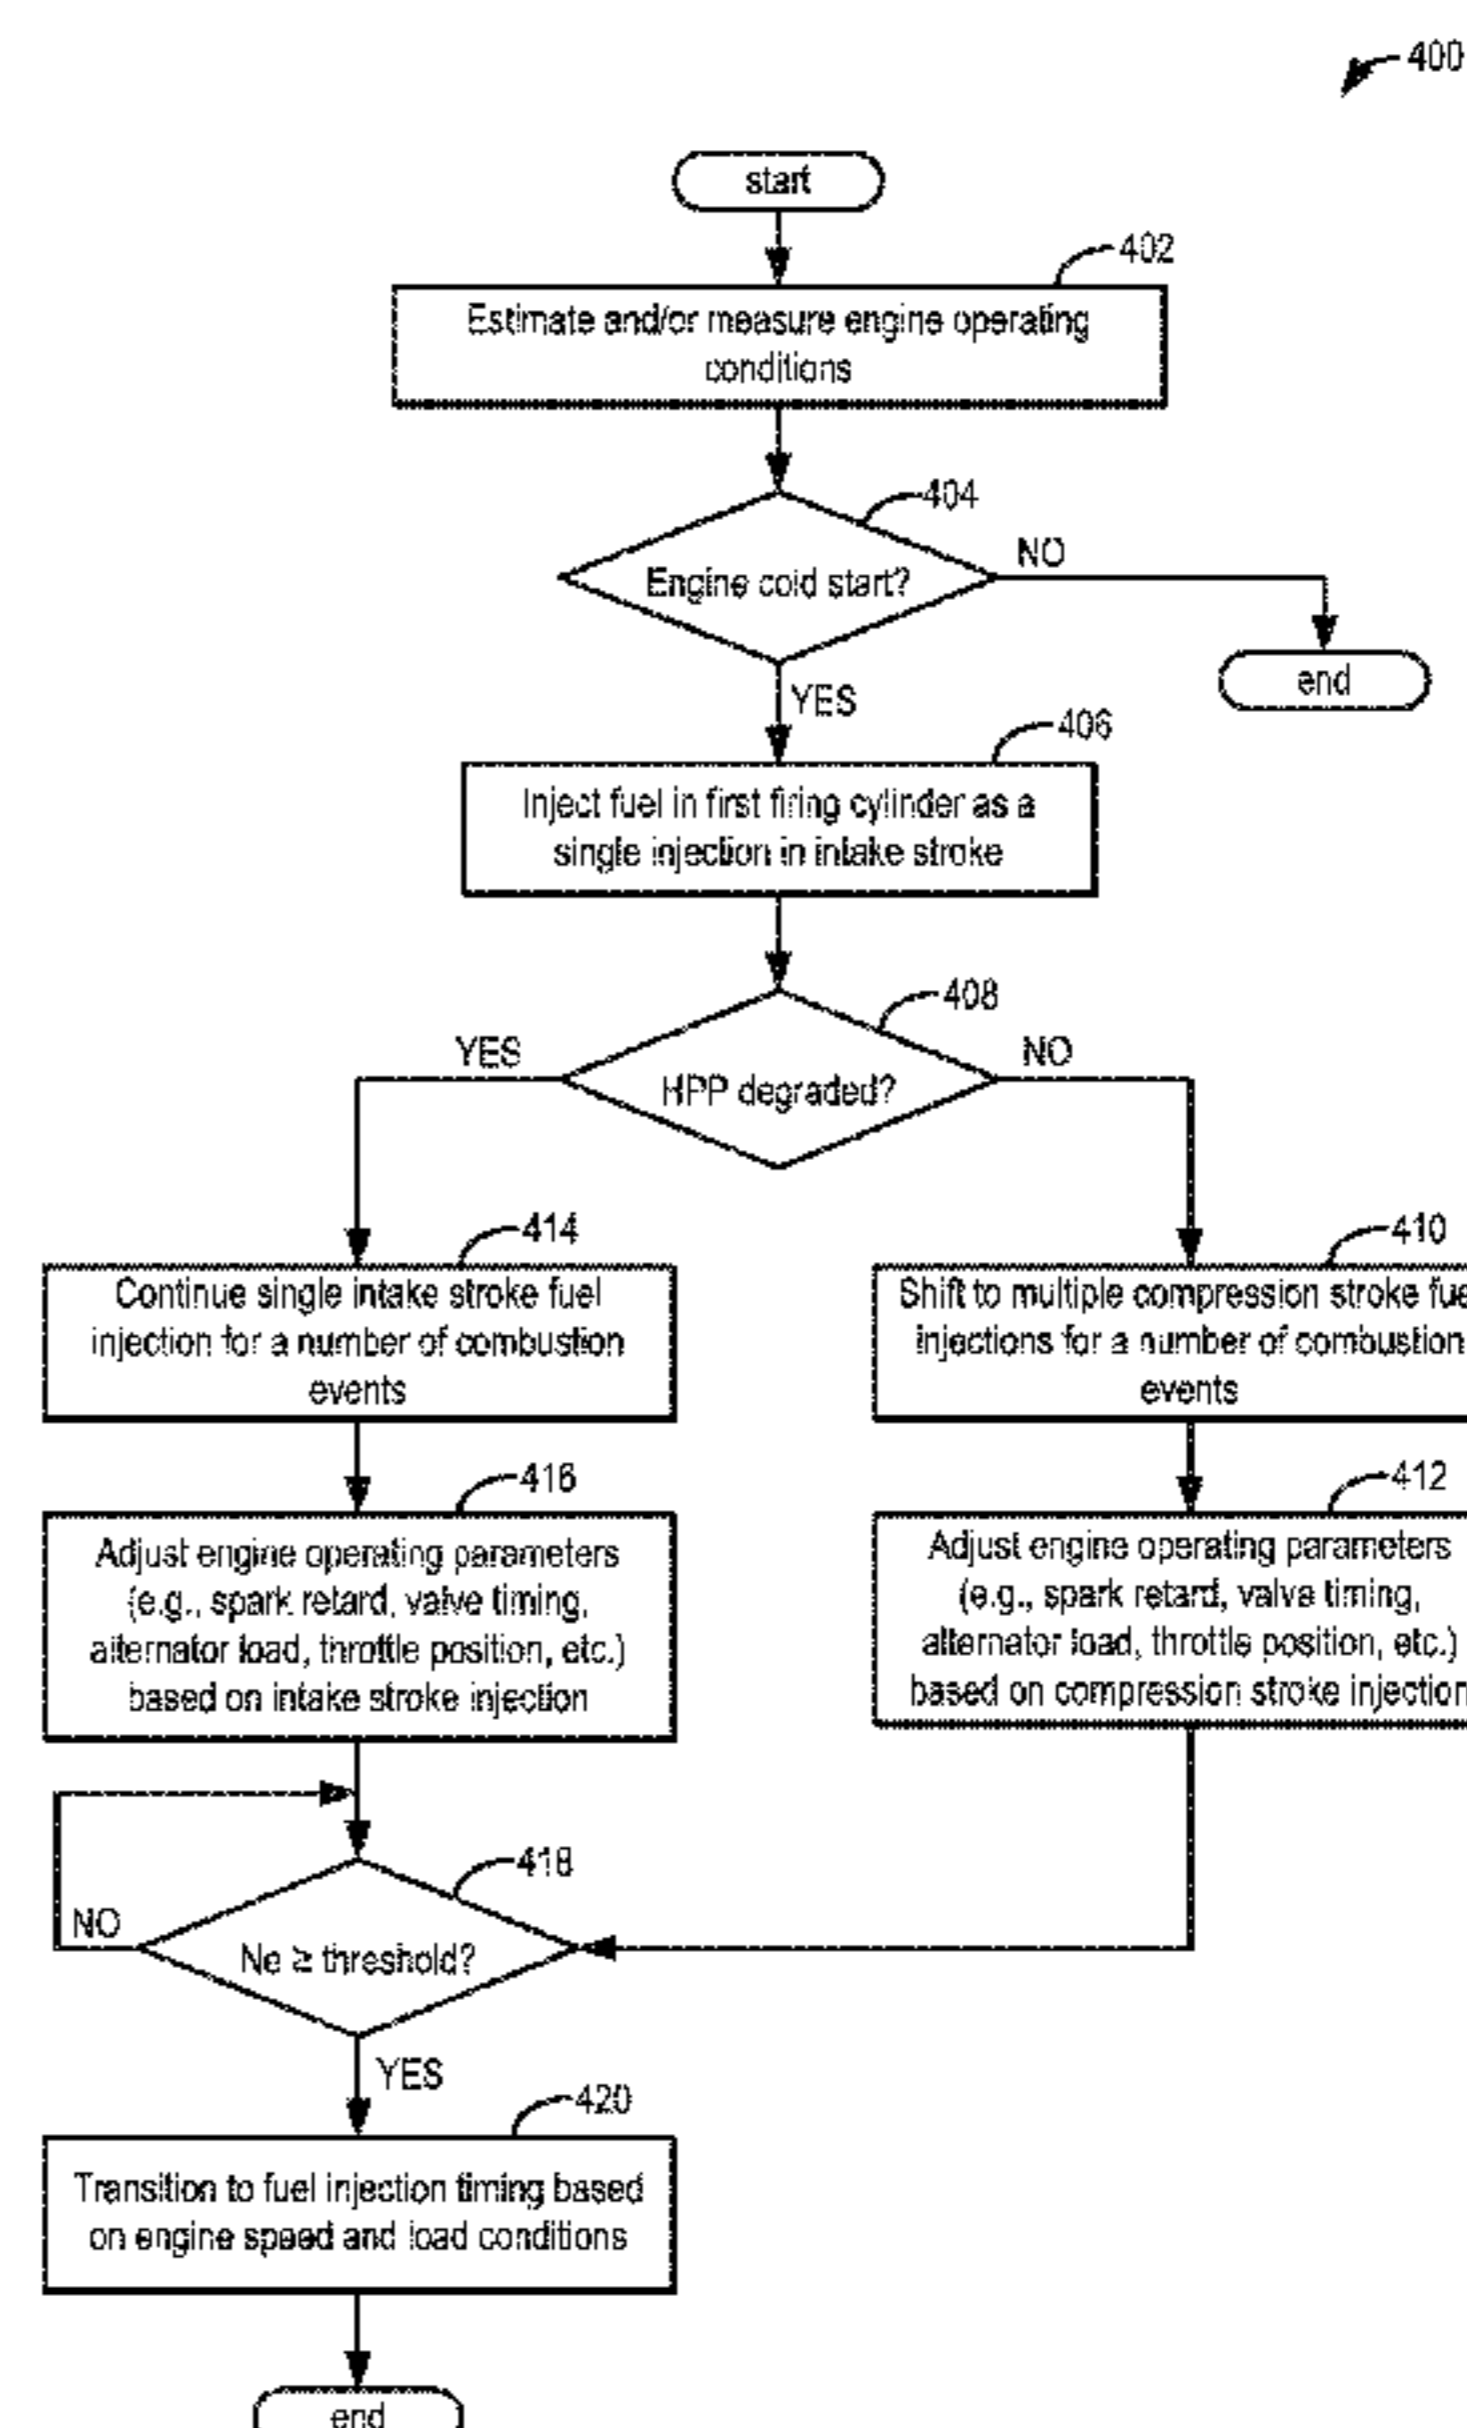 400
start
402
Estimate and/or measure engine operating
conditions
404
Engine cold start?
NO
end
YES
406
Inject fuel in first firing cylinder as a
single injection in intake stroke
408
YES
NO
HPP degraded?
414
410
Continue single intake stroke fuel
injection for a number of combustion
events
Shift to multiple compression stroke fue
injections for a number of combustion
events
416
412
Adjust engine operating parameters
(e.g., spark retard, valve timing,
alternator load, throttle position, etc.)
based on intake stroke injection
Adjust engine operating parameters
(e.g., spark retard, valve timing,
alternator load, throttle position, etc.)
based on compression stroke injection
418
NO
Ne ≥ threshold?
YES
420
Transition to fuel injection timing based
on engine speed and load conditions
end